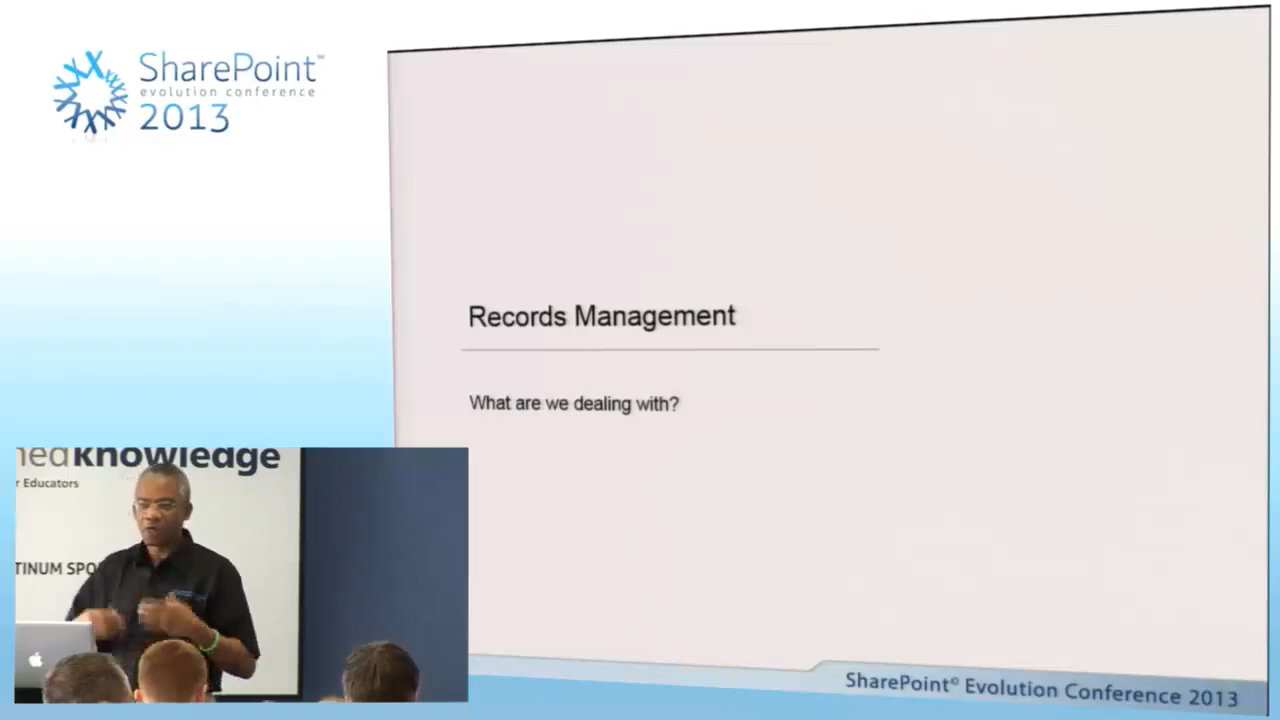 SharePoint™
evolution conference
2013
Records Management
What are we dealing with?
knowledge
r Educators
TINUM SPO
SharePoint® Evolution Conference 2013